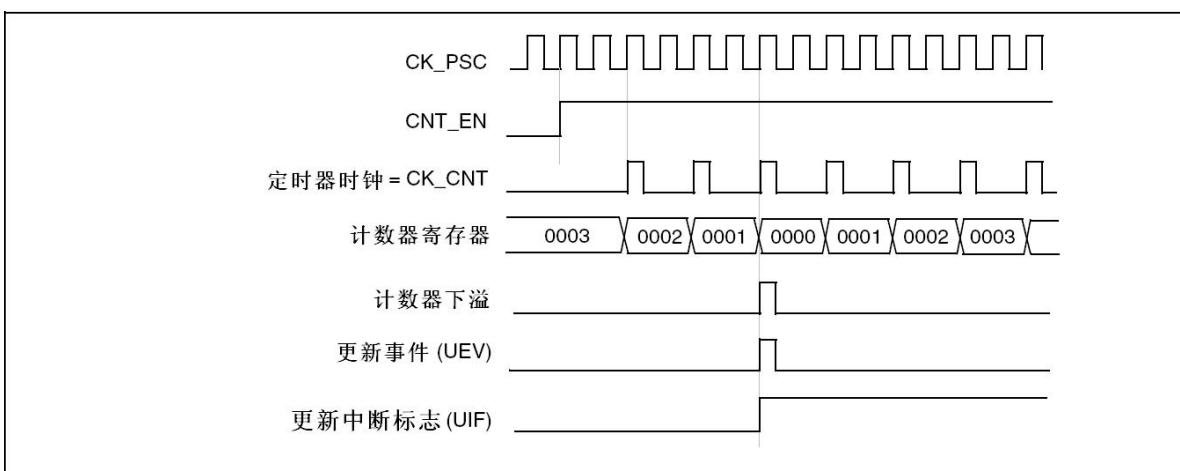 CK_PSC
CNT_EN
定时器时钟 = CK_CNT
计数器寄存器 0003 0002 0001 0000 0001 0002 0003
计数器下溢
更新事件 (UEV)
更新中断标志 (UIF)